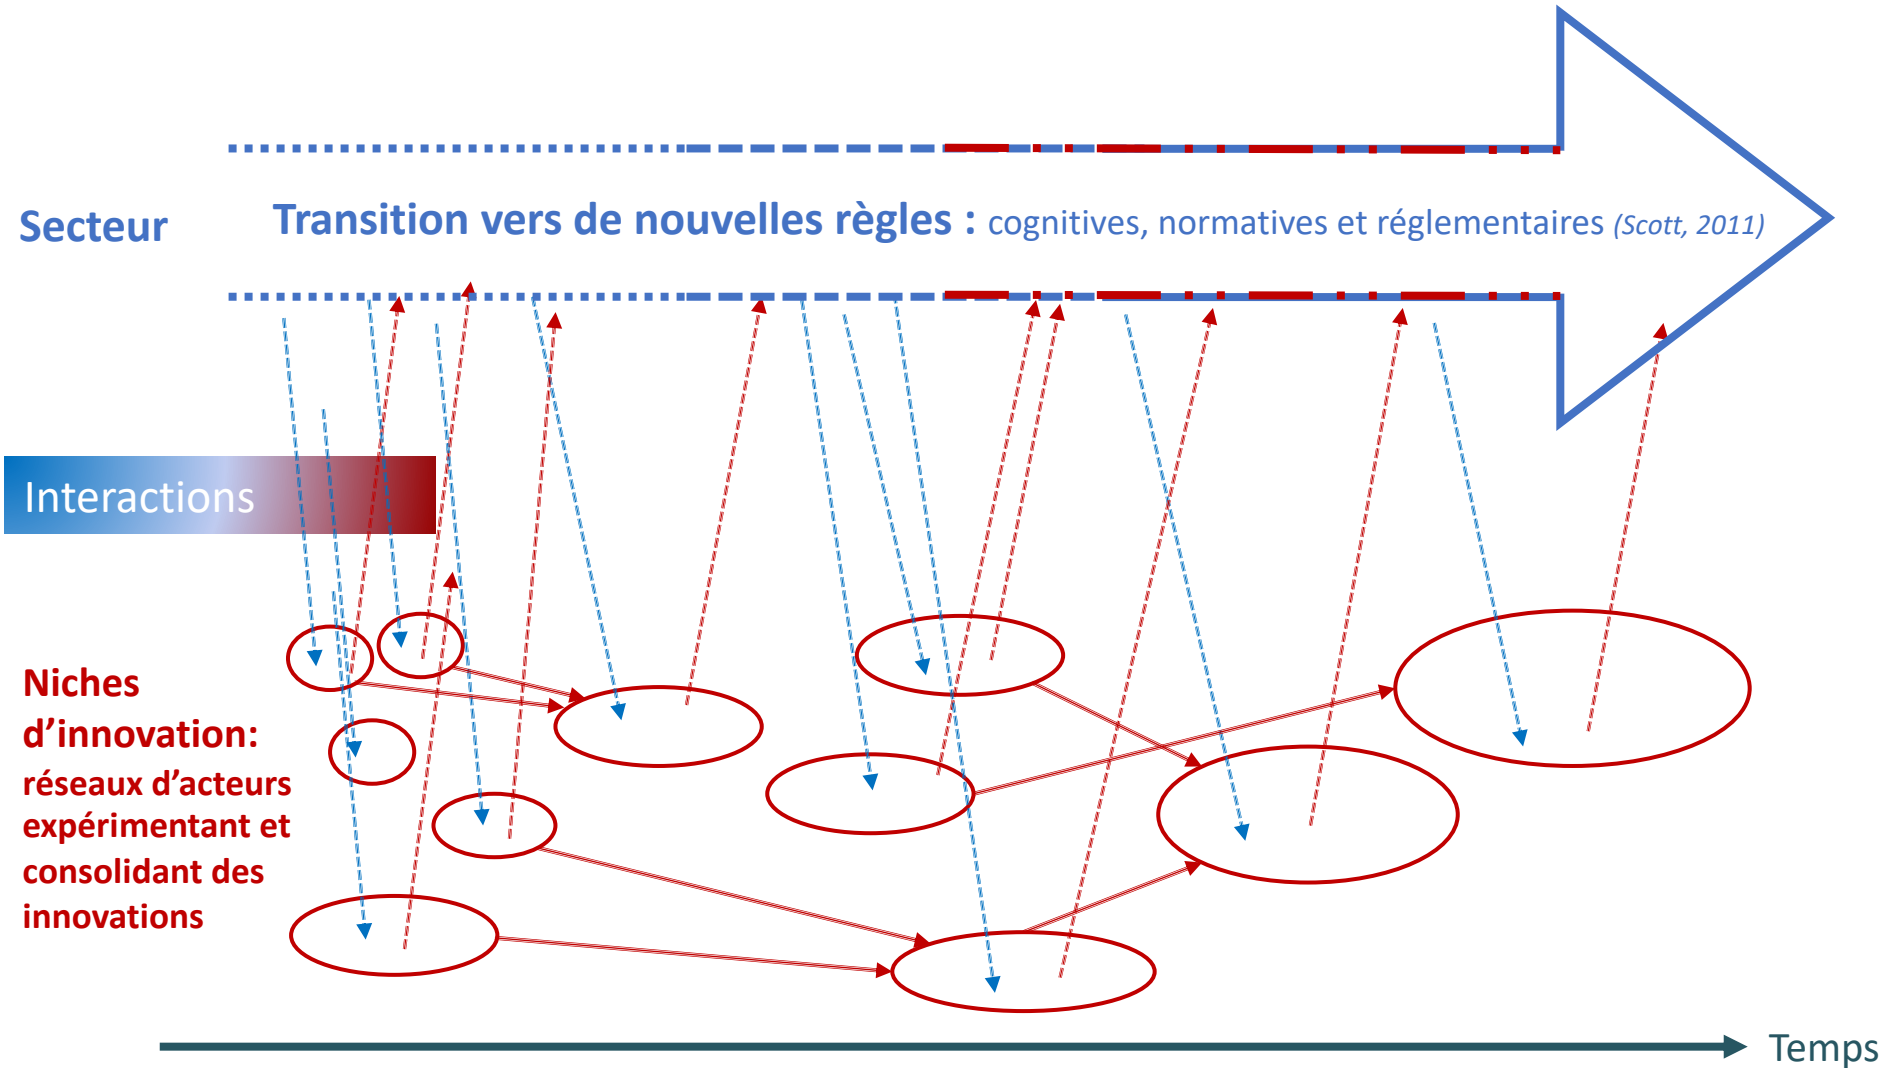 Secteur
Transition vers de nouvelles règles : cognitives, normatives et réglementaires (Scott, 2011)
Interactions
Niches
d’innovation:
réseaux d’acteurs
expérimentant et
consolidant des
innovations
Temps